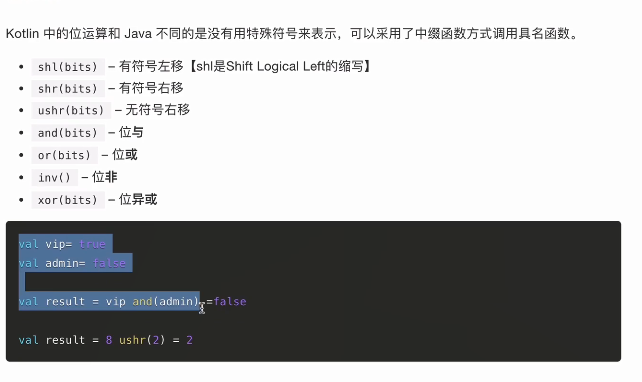 Kotlin 中的位运算和 Java 不同的是没有用特殊符号来表示，可以采用了中缀函数方式调用具名函数。
• shl(bits) – 有符号左移【shl是Shift Logical Left的缩写】
• shr(bits) – 有符号右移
• ushr(bits) – 无符号右移
• and(bits) – 位与
• or(bits) – 位或
• inv() – 位非
• xor(bits) – 位异或
val vip= true
val admin= false
val result = vip and(admin) =false
val result = 8 ushr(2) = 2